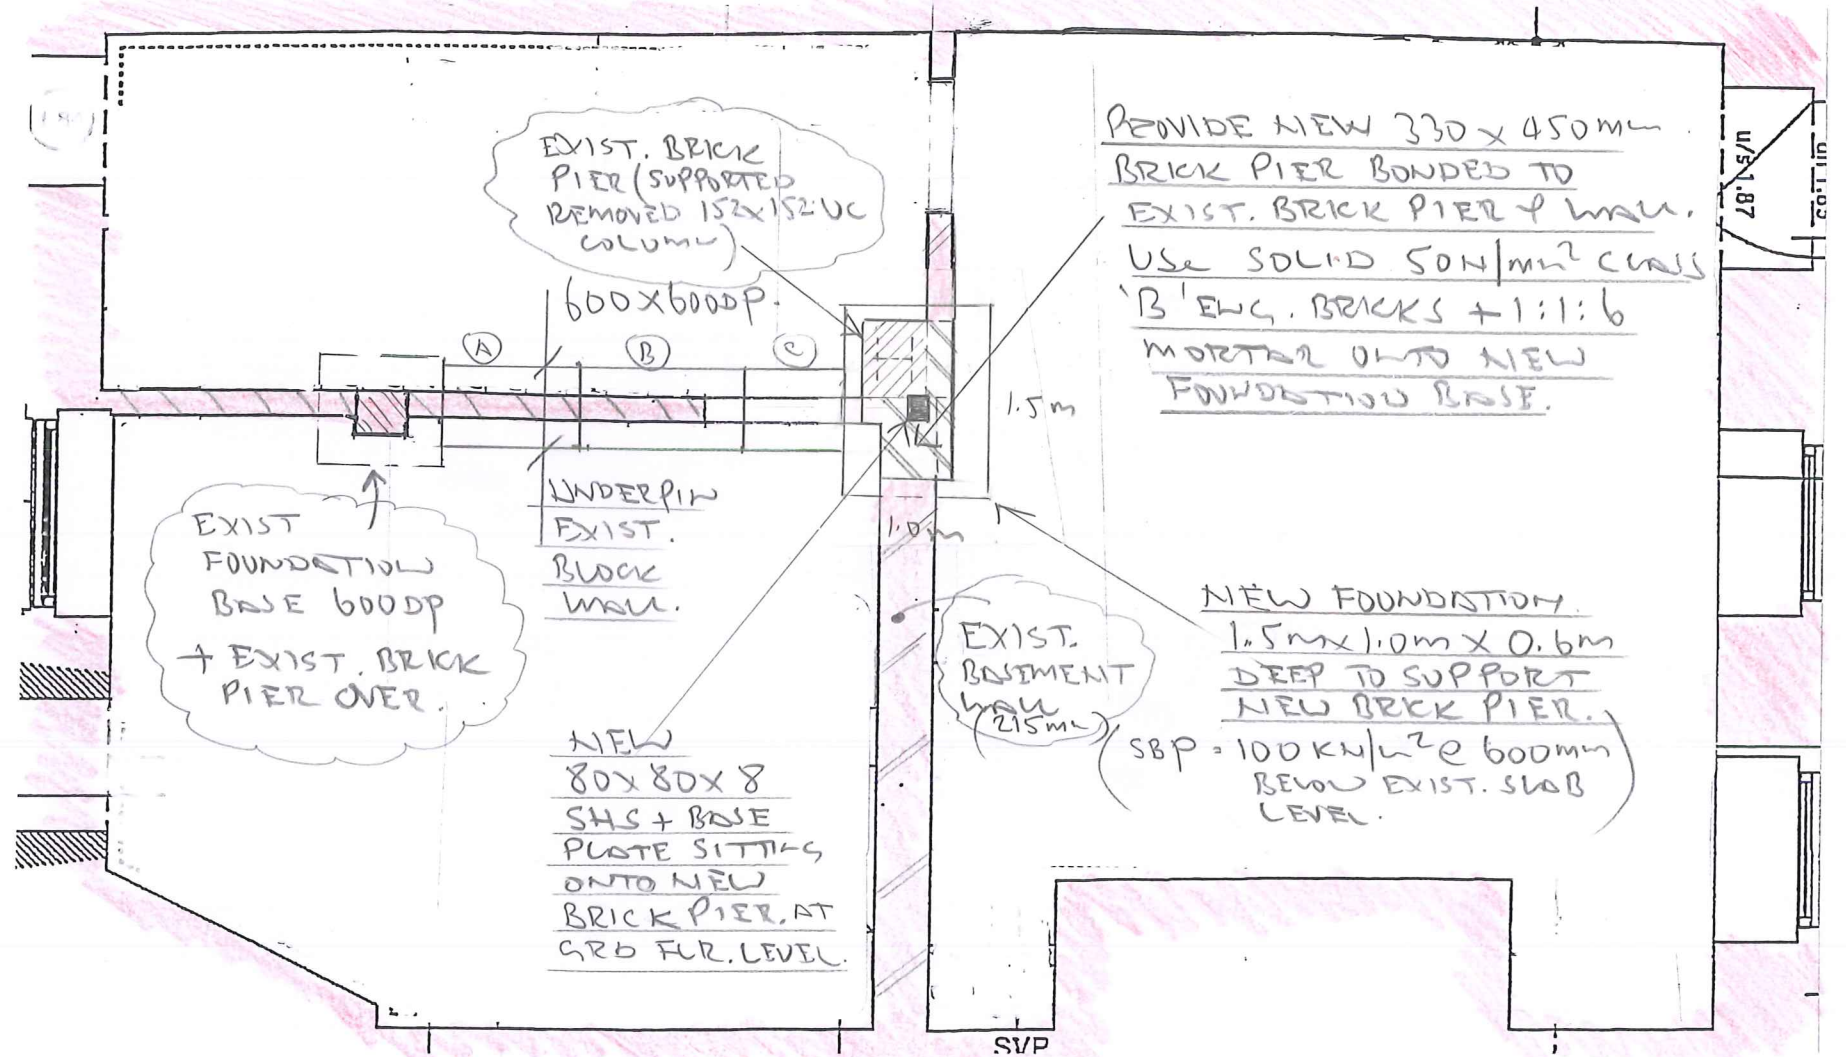 EXIST. BRICK
PIER (SUPPORTED
REMOVED 152x152 UC
COLUMN)
600x600DP.
A
B
C
PROVIDE NEW 330 x 450mm
BRICK PIER BONDED TO
EXIST. BRICK PIER & WALL.
USE SOLID 50N/mm² CLASS
'B' ENG. BRICKS + 1:1:6
MORTAR ONTO NEW
FOUNDATION BASE.
u/s 1.87
1.5m
1.0m
UNDERPIN
EXIST.
BLOCK
WALL.
EXIST
FOUNDATION
BASE 600DP
+ EXIST. BRICK
PIER OVER.
EXIST.
BASEMENT
WALL
(215mm)
NEW FOUNDATION
1.5m x 1.0m x 0.6m
DEEP TO SUPPORT
NEW BRICK PIER.
(SBP = 100 KN/m² @ 600mm
BELOW EXIST. SLAB
LEVEL.)
NEW
80x80x8
SHS + BASE
PLATE SITTING
ONTO NEW
BRICK PIER. AT
GRD FLR. LEVEL.
SVP